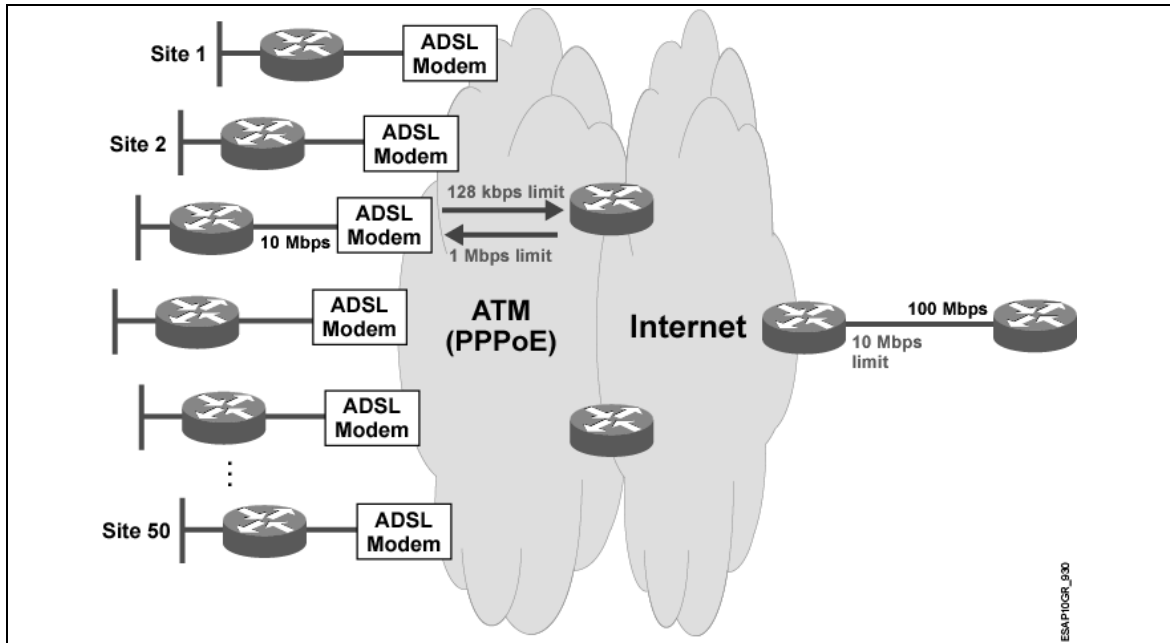 Site 1
ADSL
Modem
Site 2
ADSL
Modem
10 Mbps
ADSL
Modem
128 kbps limit
1 Mbps limit
ADSL
Modem
ATM
(PPPoE)
Internet
100 Mbps
10 Mbps
limit
ADSL
Modem
⋮
Site 50
ADSL
Modem
ESAP10GR_930